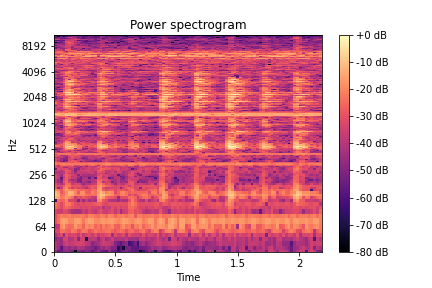 Power spectrogram
Hz
8192
4096
2048
1024
512
256
128
64
0
0
0.5
1
1.5
2
Time
+0 dB
-10 dB
-20 dB
-30 dB
-40 dB
-50 dB
-60 dB
-70 dB
-80 dB